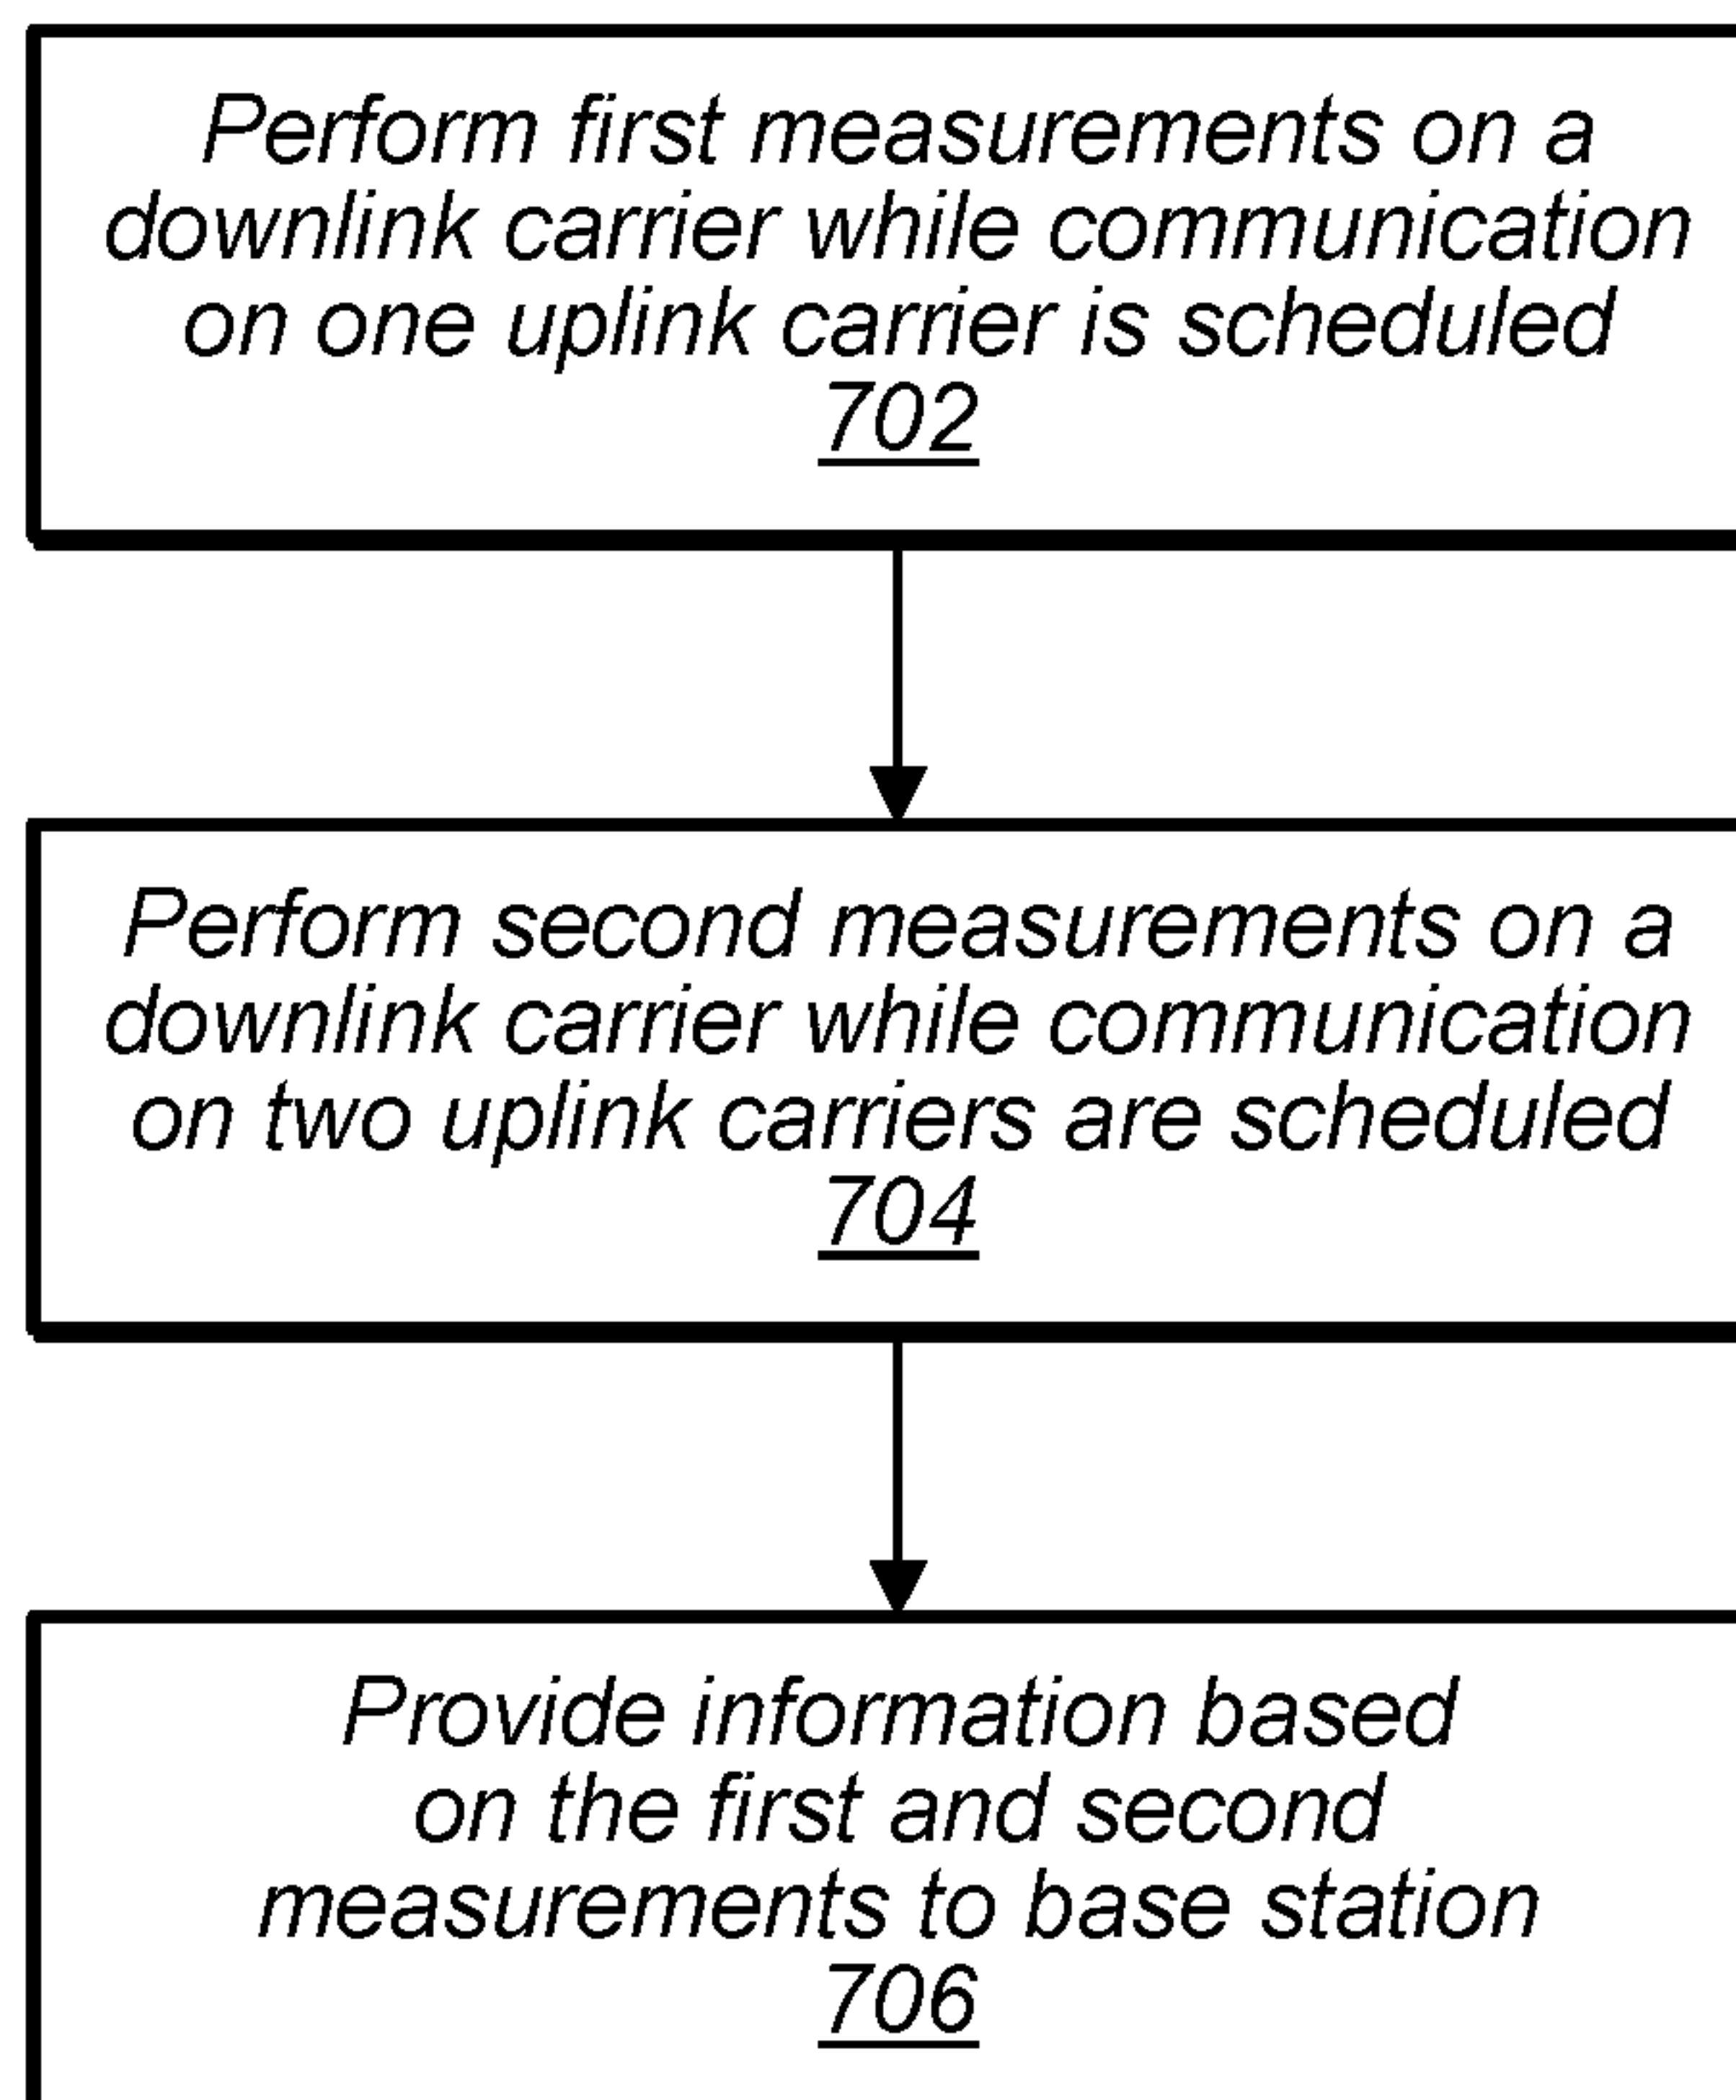 Perform first measurements on a
downlink carrier while communication
on one uplink carrier is scheduled
702
Perform second measurements on a
downlink carrier while communication
on two uplink carriers are scheduled
704
Provide information based
on the first and second
measurements to base station
706